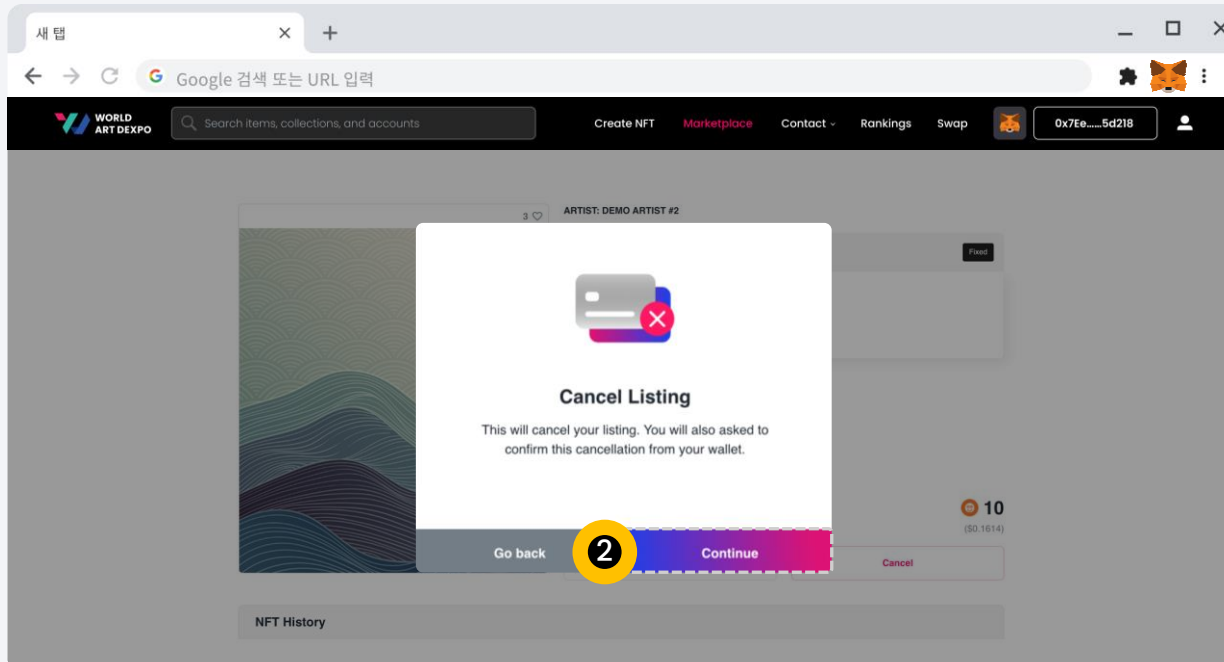 새 탭
Google 검색 또는 URL 입력
WORLD
ART DEXPO
Search items, collections, and accounts
Create NFT
Marketplace
Contact
Rankings
Swap
0x7Ee......5d218
3
ARTIST: DEMO ARTIST #2
Fixed
Cancel Listing
This will cancel your listing. You will also asked to
confirm this cancellation from your wallet.
10
($0.1614)
Go back
2
Continue
Cancel
NFT History